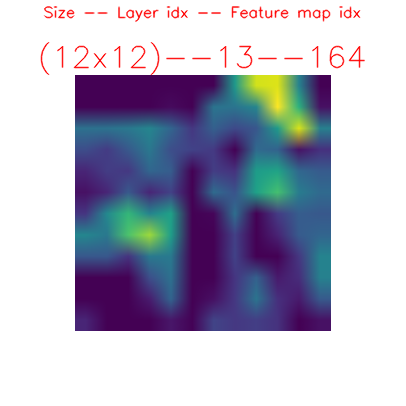 Size -- Layer idx -- Feature map idx
(12x12)--13--164